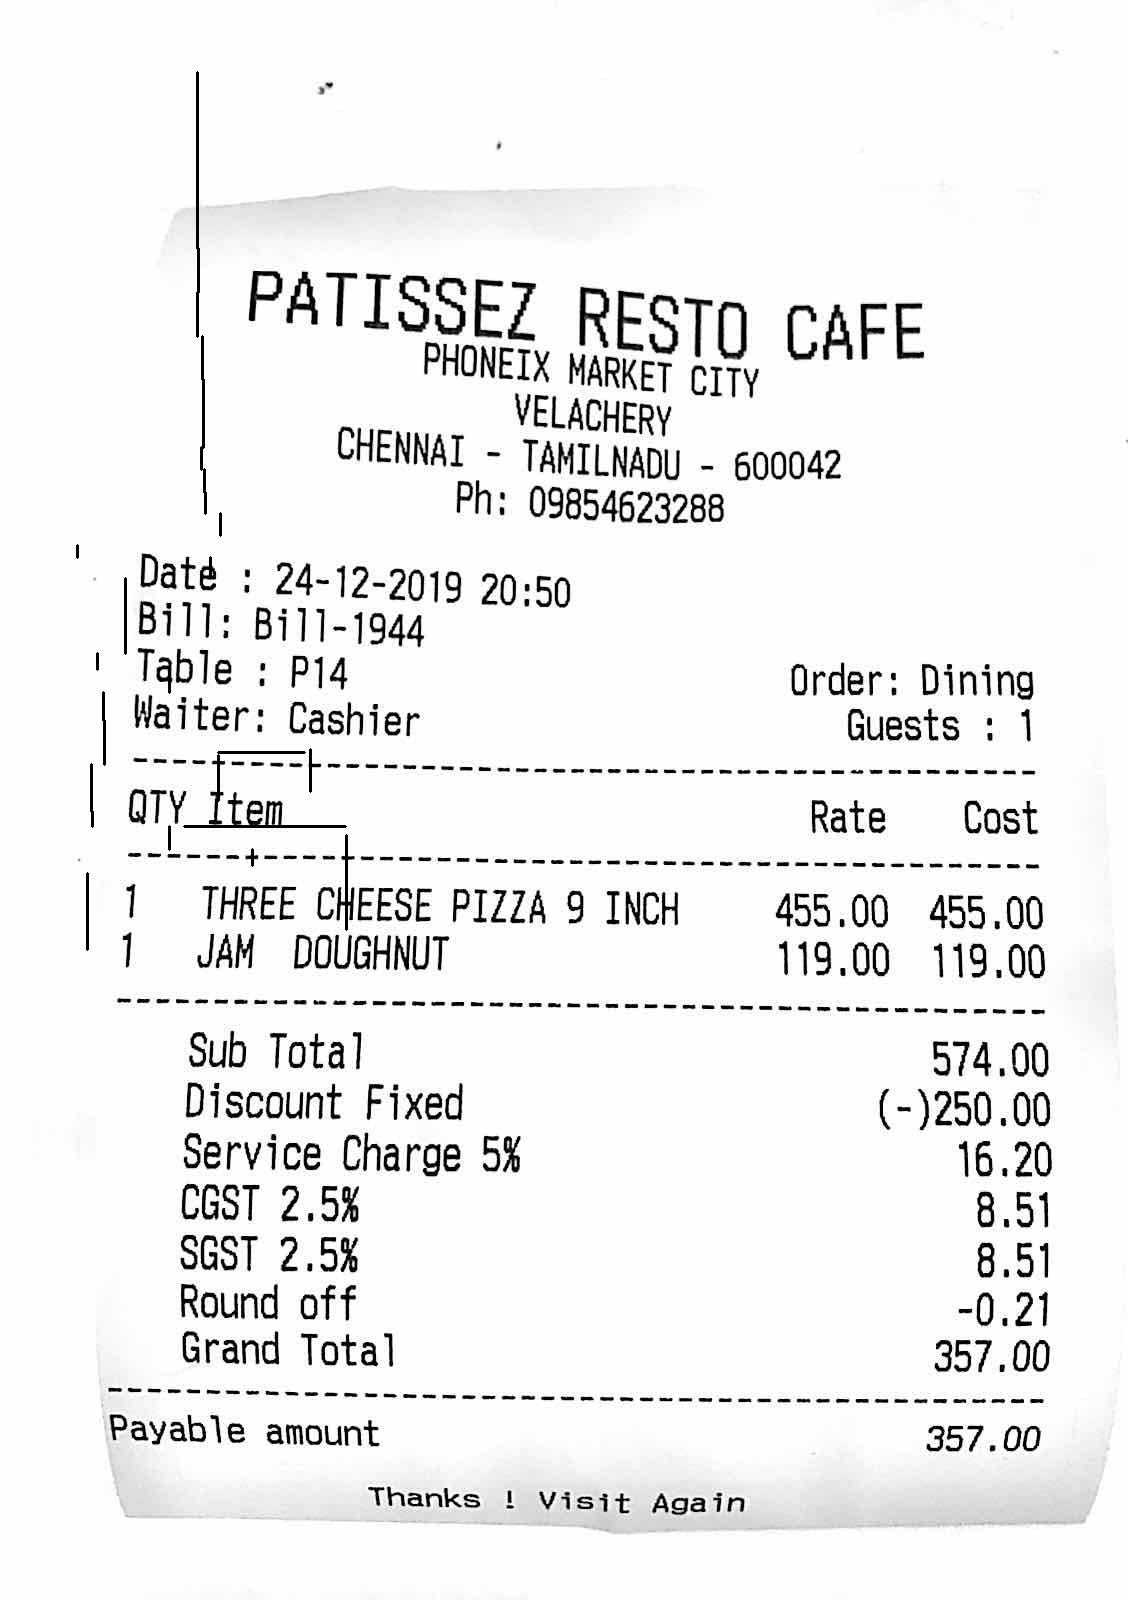 PATISSEZ RESTO CAFE
PHONEIX MARKET CITY
VELACHERY
CHENNAI - TAMILNADU - 600042
Ph: 09854623288
Date : 24-12-2019 20:50
Bill: Bill-1944
Table : P14 Order: Dining
Waiter: Cashier Guests : 1
QTY Item Rate Cost
1 THREE CHEESE PIZZA 9 INCH 455.00 455.00
1 JAM DOUGHNUT 119.00 119.00
Sub Total 574.00
Discount Fixed (-)250.00
Service Charge 5% 16.20
CGST 2.5% 8.51
SGST 2.5% 8.51
Round off -0.21
Grand Total 357.00
Payable amount 357.00
Thanks ! Visit Again